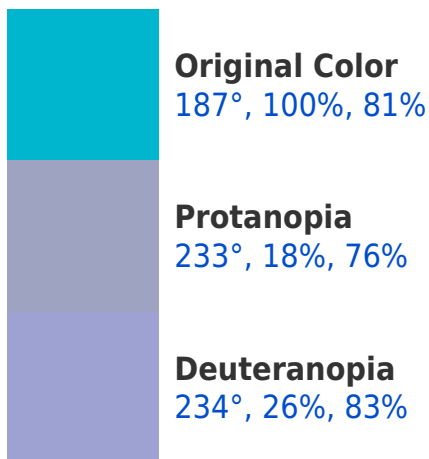 Original Color
187°, 100%, 81%
Protanopia
233°, 18%, 76%
Deuteranopia
234°, 26%, 83%